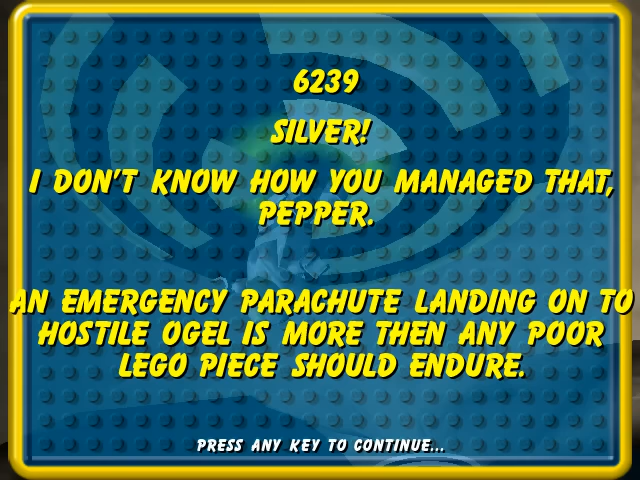 6239
SILVER!
I DON'T KNOW HOW YOU MANAGED THAT,
PEPPER.
AN EMERGENCY PARACHUTE LANDING ON TO
HOSTILE OGEL IS MORE THEN ANY POOR
LEGO PIECE SHOULD ENDURE.
PRESS ANY KEY TO CONTINUE...